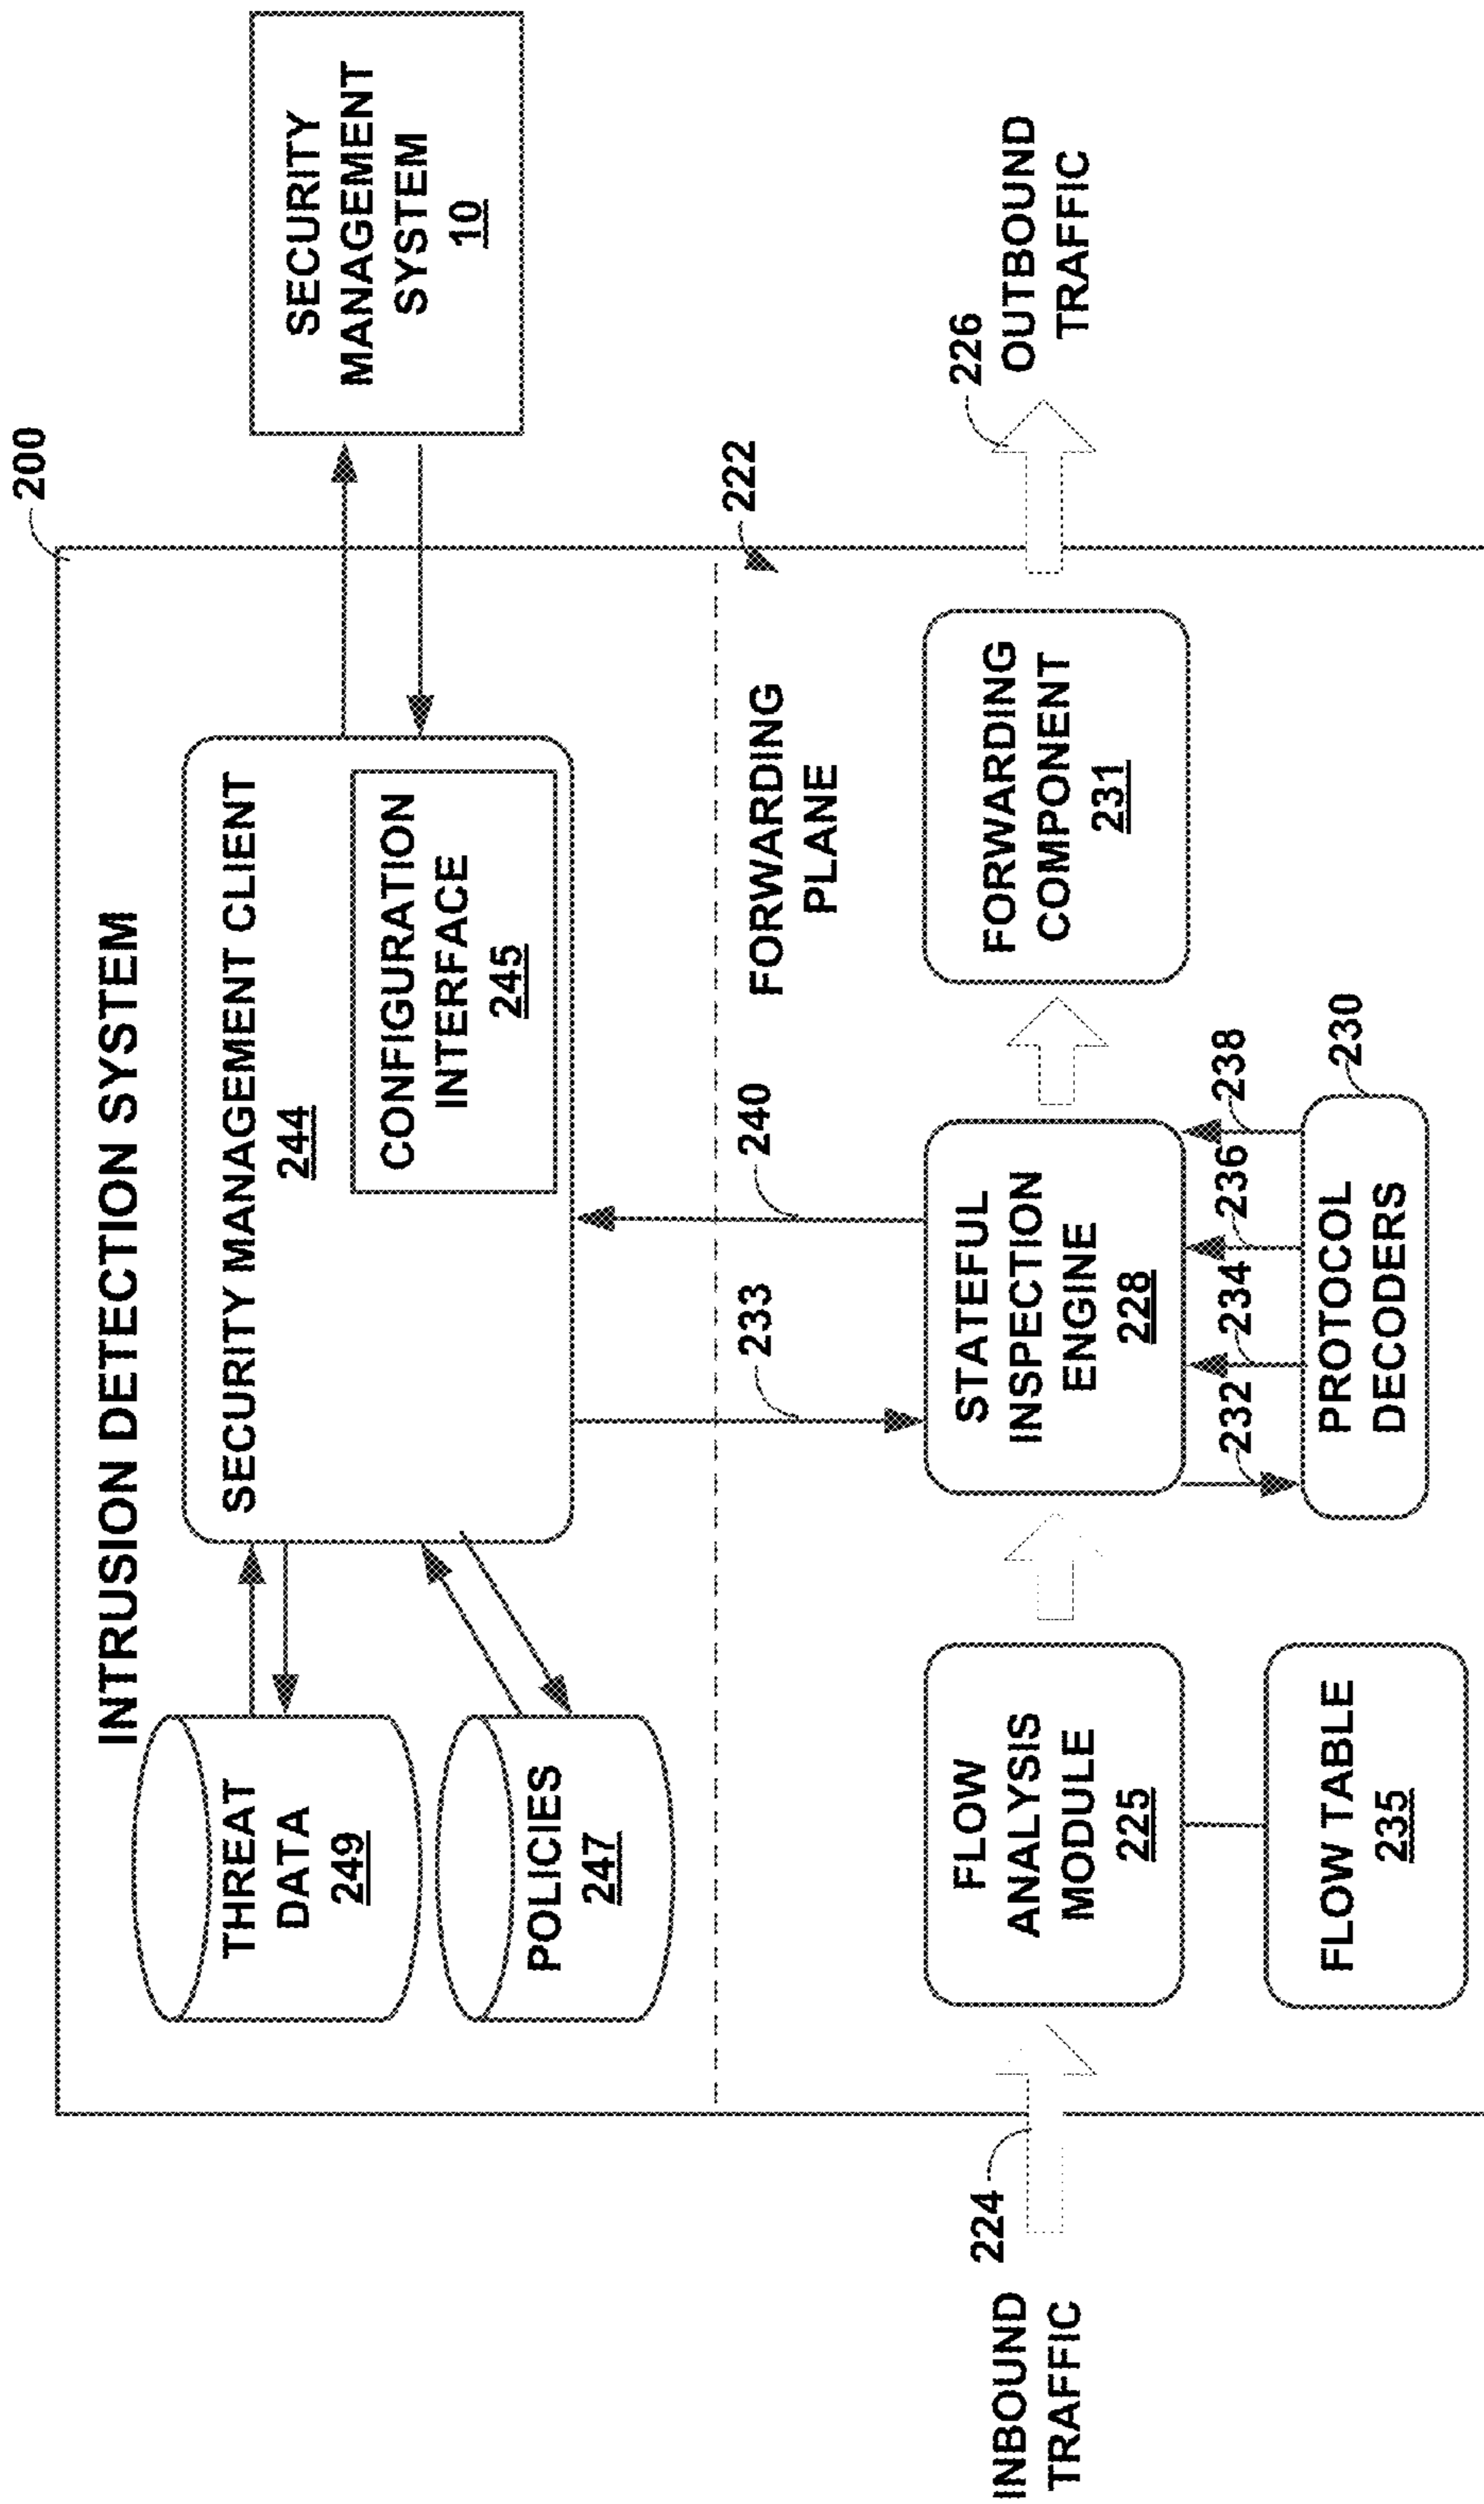 200
INTRUSION DETECTION SYSTEM
THREAT
DATA
249
POLICIES
247
SECURITY MANAGEMENT CLIENT
244
CONFIGURATION
INTERFACE
245
SECURITY
MANAGEMENT
SYSTEM
10
233
240
FORWARDING
PLANE
222
INBOUND
TRAFFIC
224
FLOW
ANALYSIS
MODULE
225
STATEFUL
INSPECTION
ENGINE
228
FORWARDING
COMPONENT
231
226
OUTBOUND
TRAFFIC
FLOW TABLE
235
232
234
236
238
PROTOCOL
DECODERS
230